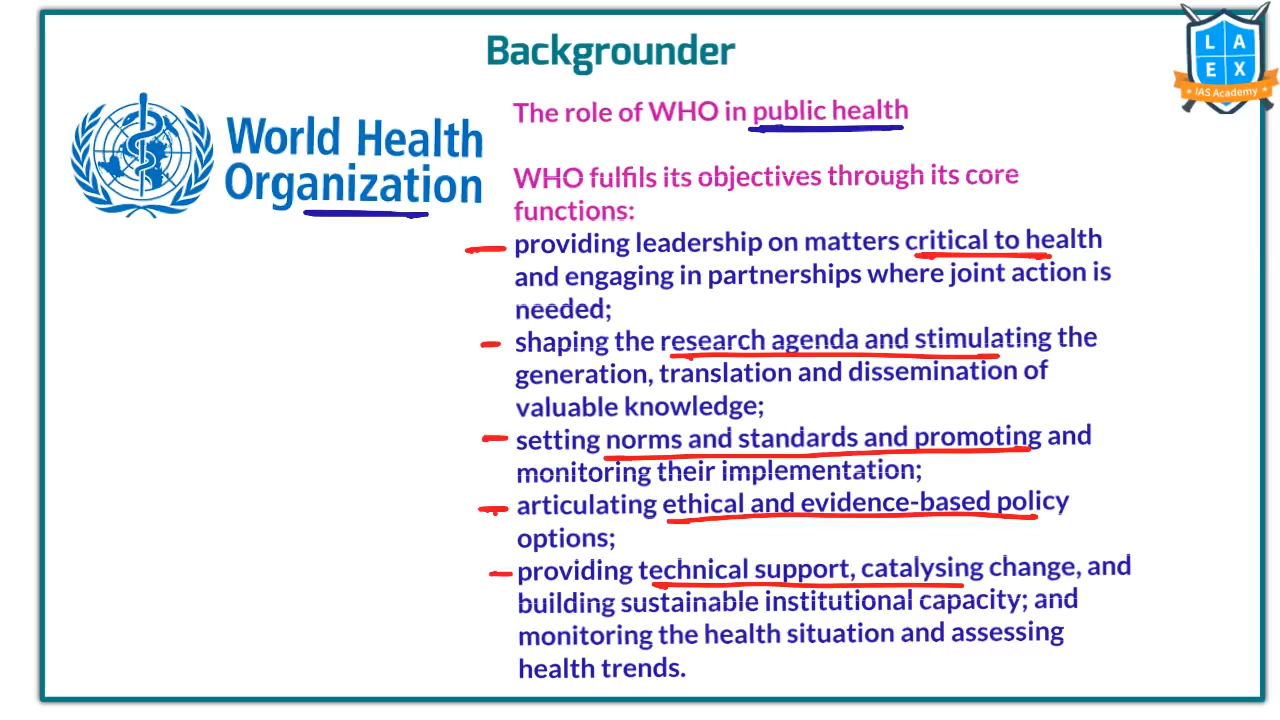 Backgrounder
L A
E X
IAS Academy
World Health
Organization
The role of WHO in public health
WHO fulfils its objectives through its core
functions:
providing leadership on matters critical to health
and engaging in partnerships where joint action is
needed;
shaping the research agenda and stimulating the
generation, translation and dissemination of
valuable knowledge;
setting norms and standards and promoting and
monitoring their implementation;
articulating ethical and evidence-based policy
options;
providing technical support, catalysing change, and
building sustainable institutional capacity; and
monitoring the health situation and assessing
health trends.